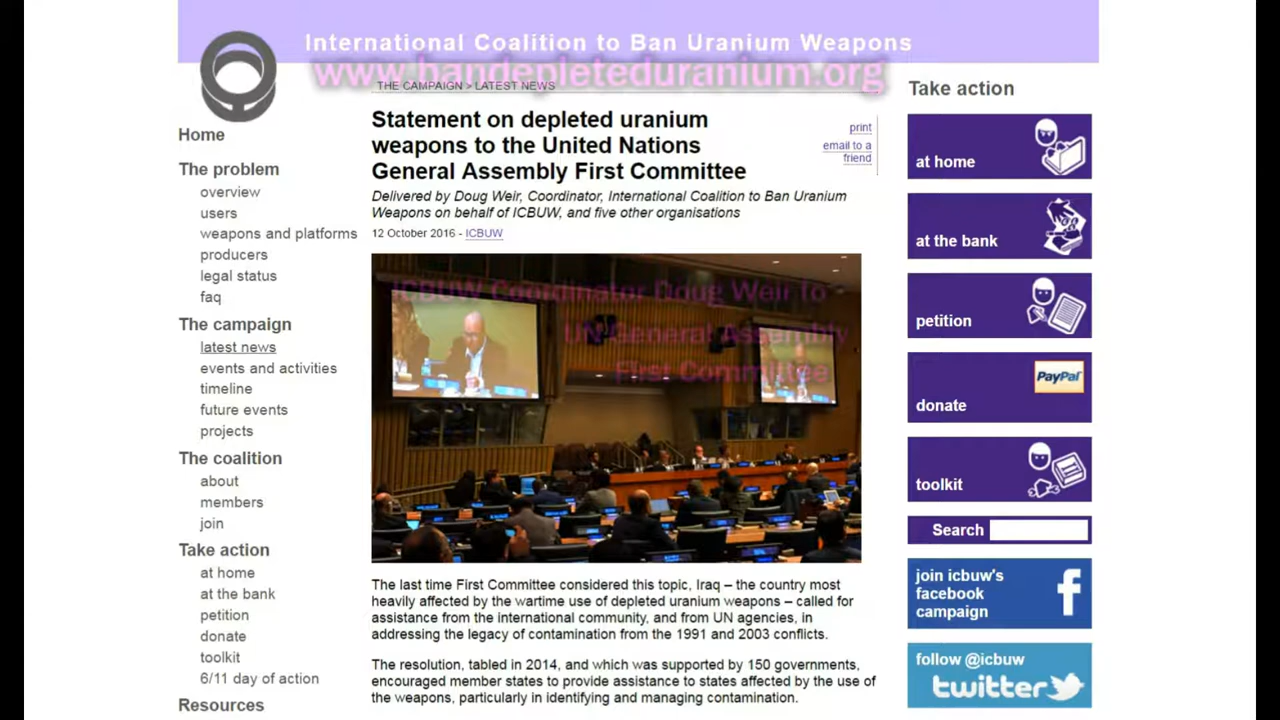 International Coalition to Ban Uranium Weapons
www.bandepleteduranium.org
THE CAMPAIGN > LATEST NEWS
Home
The problem
overview
users
weapons and platforms
producers
legal status
faq
The campaign
latest news
events and activities
timeline
future events
projects
The coalition
about
members
join
Take action
at home
at the bank
petition
donate
toolkit
6/11 day of action
Resources
Statement on depleted uranium
weapons to the United Nations
General Assembly First Committee
print
email to a
friend
Delivered by Doug Weir, Coordinator, International Coalition to Ban Uranium
Weapons on behalf of ICBUW, and five other organisations
12 October 2016 - ICBUW
ICBUW Coordinator Doug Weir to
UN General Assembly
First Committee
The last time First Committee considered this topic, Iraq – the country most
heavily affected by the wartime use of depleted uranium weapons – called for
assistance from the international community, and from UN agencies, in
addressing the legacy of contamination from the 1991 and 2003 conflicts.
The resolution, tabled in 2014, and which was supported by 150 governments,
encouraged member states to provide assistance to states affected by the use of
the weapons, particularly in identifying and managing contamination.
Take action
at home
at the bank
petition
PayPal
donate
toolkit
Search
join icbuw's
facebook
campaign
f
follow @icbuw
twitter